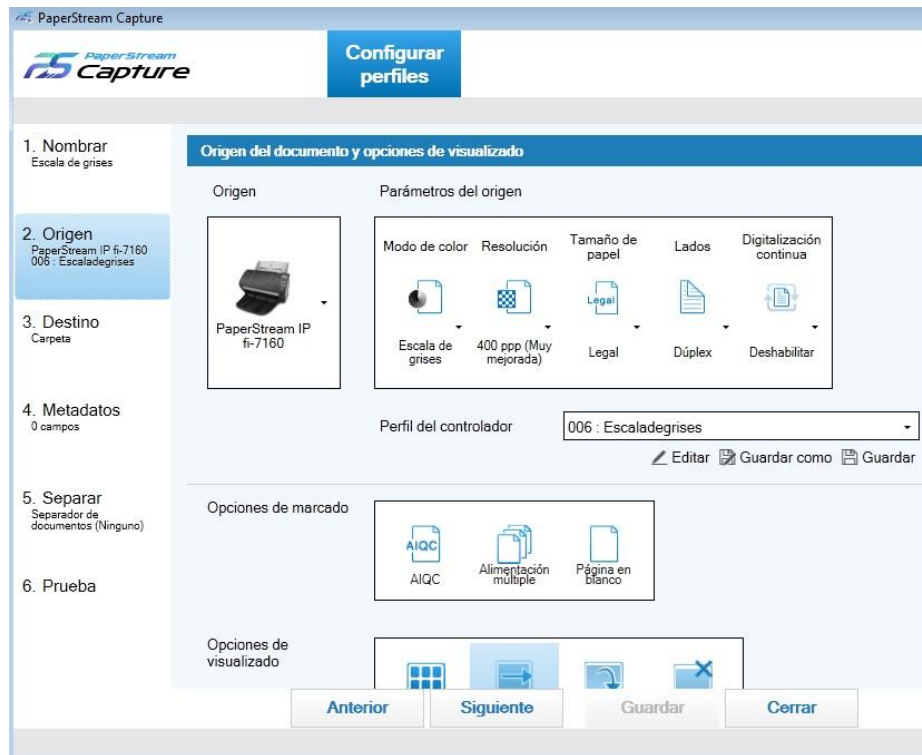 PaperStream Capture
PaperStream
Capture
Configurar
perfiles
1. Nombrar
Escala de grises
2. Origen
PaperStream IP fi-7160
006 : Escaladegrises
3. Destino
Carpeta
4. Metadatos
0 campos
5. Separar
Separador de
documentos (Ninguno)
6. Prueba
Origen del documento y opciones de visualizado
Origen
PaperStream IP
fi-7160
Parámetros del origen
Modo de color
Escala de
grises
Resolución
400 ppp (Muy
mejorada)
Tamaño de
papel
Legal
Legal
Lados
Dúplex
Digitalización
continua
Deshabilitar
Perfil del controlador
006 : Escaladegrises
Editar
Guardar como
Guardar
Opciones de marcado
AIQC
AIQC
Alimentación
múltiple
Página en
blanco
Opciones de
visualizado
Anterior
Siguiente
Guardar
Cerrar